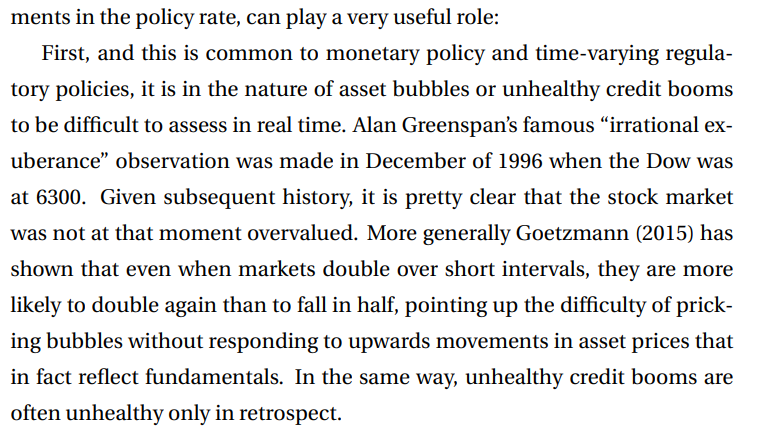 ments in the policy rate, can play a very useful role:
First, and this is common to monetary policy and time-varying regula-
tory policies, it is in the nature of asset bubbles or unhealthy credit booms
to be difficult to assess in real time. Alan Greenspan’s famous “irrational ex-
uberance” observation was made in December of 1996 when the Dow was
at 6300. Given subsequent history, it is pretty clear that the stock market
was not at that moment overvalued. More generally Goetzmann (2015) has
shown that even when markets double over short intervals, they are more
likely to double again than to fall in half, pointing up the difficulty of prick-
ing bubbles without responding to upwards movements in asset prices that
in fact reflect fundamentals. In the same way, unhealthy credit booms are
often unhealthy only in retrospect.